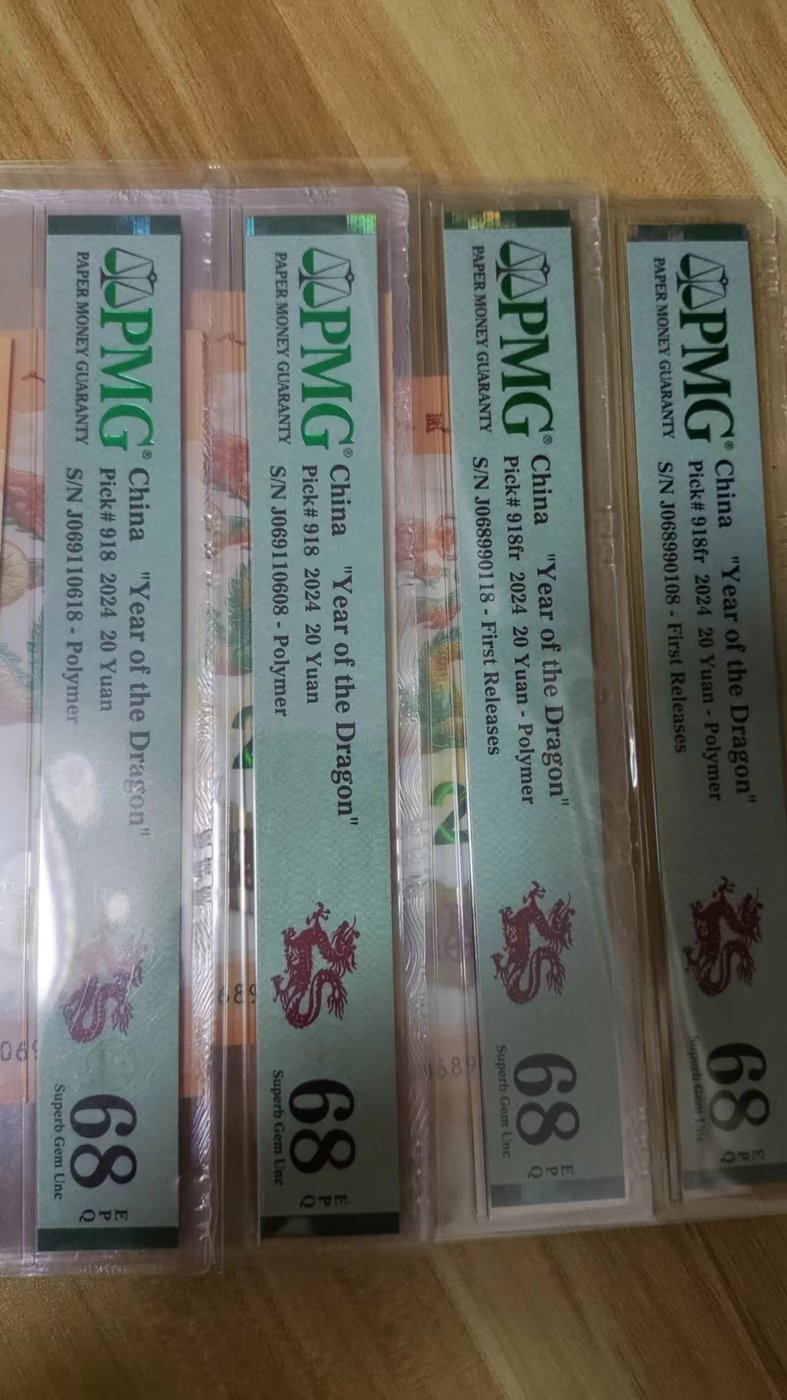 PMG®
PAPER MONEY GUARANTY
China "Year of the Dragon"
Pick# 918fr 2024 20 Yuan - Polymer
S/N J068990108 - First Releases
68 EPQ
Superb Gem Unc
PMG®
PAPER MONEY GUARANTY
China "Year of the Dragon"
Pick# 918fr 2024 20 Yuan - Polymer
S/N J068990118 - First Releases
68 EPQ
Superb Gem Unc
689
PMG®
PAPER MONEY GUARANTY
China "Year of the Dragon"
Pick# 918 2024 20 Yuan
S/N J069110608 - Polymer
68 EPQ
Superb Gem Unc
689
PMG®
PAPER MONEY GUARANTY
China "Year of the Dragon"
Pick# 918 2024 20 Yuan
S/N J069110618 - Polymer
68 EPQ
Superb Gem Unc
069